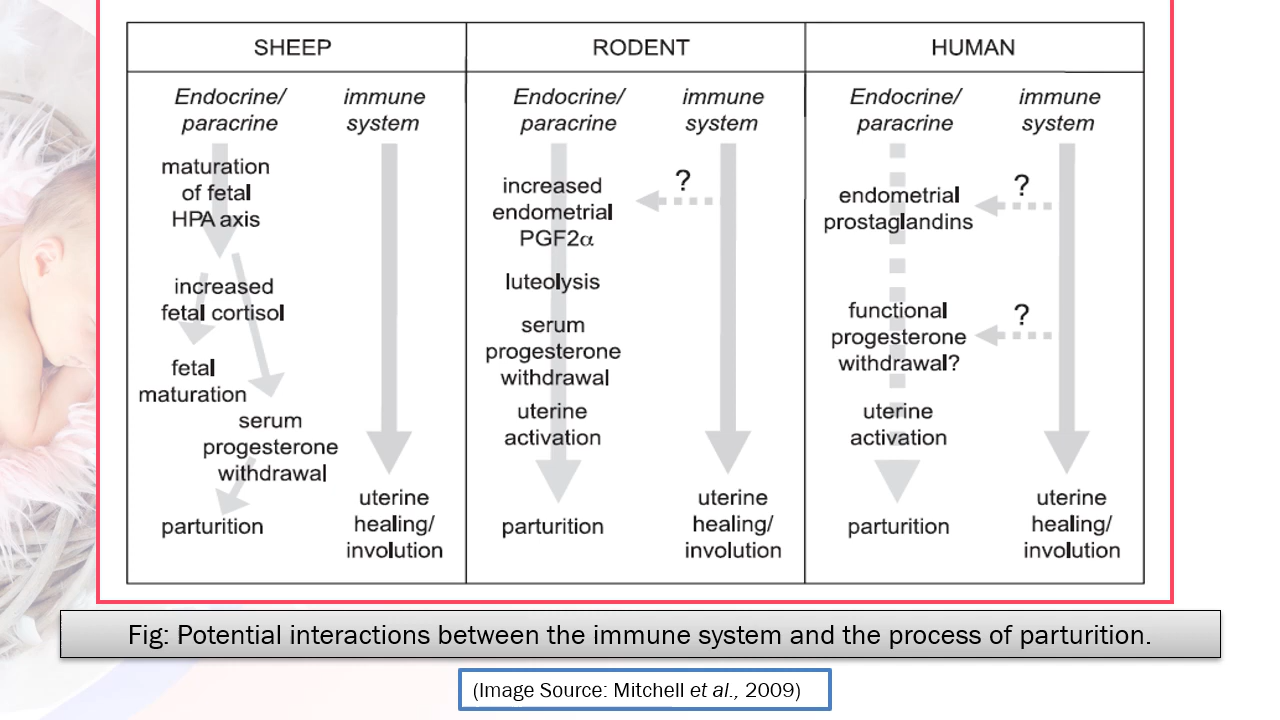 SHEEP
Endocrine/
paracrine
immune
system
maturation
of fetal
HPA axis
increased
fetal cortisol
fetal
maturation
serum
progesterone
withdrawal
parturition
uterine
healing/
involution
RODENT
Endocrine/
paracrine
immune
system
?
increased
endometrial
PGF2α
luteolysis
serum
progesterone
withdrawal
uterine
activation
parturition
uterine
healing/
involution
HUMAN
Endocrine/
paracrine
immune
system
?
endometrial
prostaglandins
?
functional
progesterone
withdrawal?
uterine
activation
parturition
uterine
healing/
involution
Fig: Potential interactions between the immune system and the process of parturition.
(Image Source: Mitchell et al., 2009)